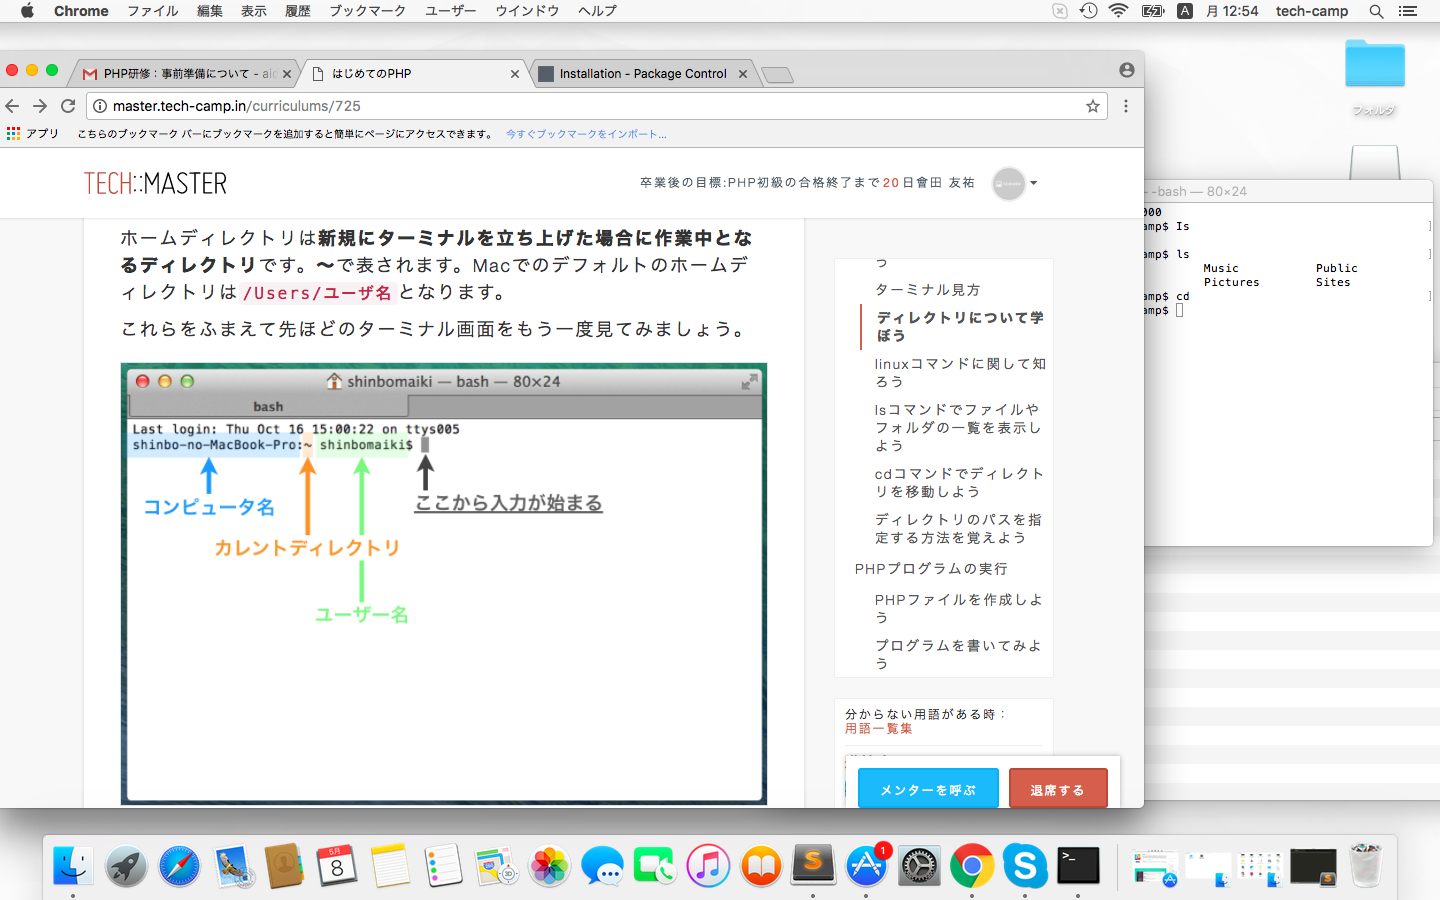 Chrome ファイル 編集 表示 履歴 ブックマーク ユーザー ウインドウ ヘルプ
A 月 12:54 tech-camp
PHP研修：事前準備について - aid
はじめてのPHP
Installation - Package Control
master.tech-camp.in/curriculums/725
アプリ こちらのブックマーク バーにブックマークを追加すると簡単にページにアクセスできます。 今すぐブックマークをインポート...
TECH::MASTER
卒業後の目標:PHP初級の合格終了まで20日會田 友祐
ホームディレクトリは新規にターミナルを立ち上げた場合に作業中とな
るディレクトリです。〜で表されます。Macでのデフォルトのホームデ
ィレクトリは/Users/ユーザ名となります。
これらをふまえて先ほどのターミナル画面をもう一度見てみましょう。
shinbomaiki — bash — 80×24
bash
Last login: Thu Oct 16 15:00:22 on ttys005
shinbo-no-MacBook-Pro:~ shinbomaiki$
コンピュータ名
ここから入力が始まる
カレントディレクトリ
ユーザー名
う
ターミナル見方
ディレクトリについて学
ぼう
linuxコマンドに関して知
ろう
lsコマンドでファイルや
フォルダの一覧を表示し
よう
cdコマンドでディレクト
リを移動しよう
ディレクトリのパスを指
定する方法を覚えよう
PHPプログラムの実行
PHPファイルを作成しよ
う
プログラムを書いてみよ
う
分からない用語がある時：
用語一覧集
メンターを呼ぶ
退席する
フォルダ
-bash — 80×24
000
amp$ Is
amp$ ls
Music Public
Pictures Sites
amp$ cd
amp$
5月
8
3D
S
1
>_